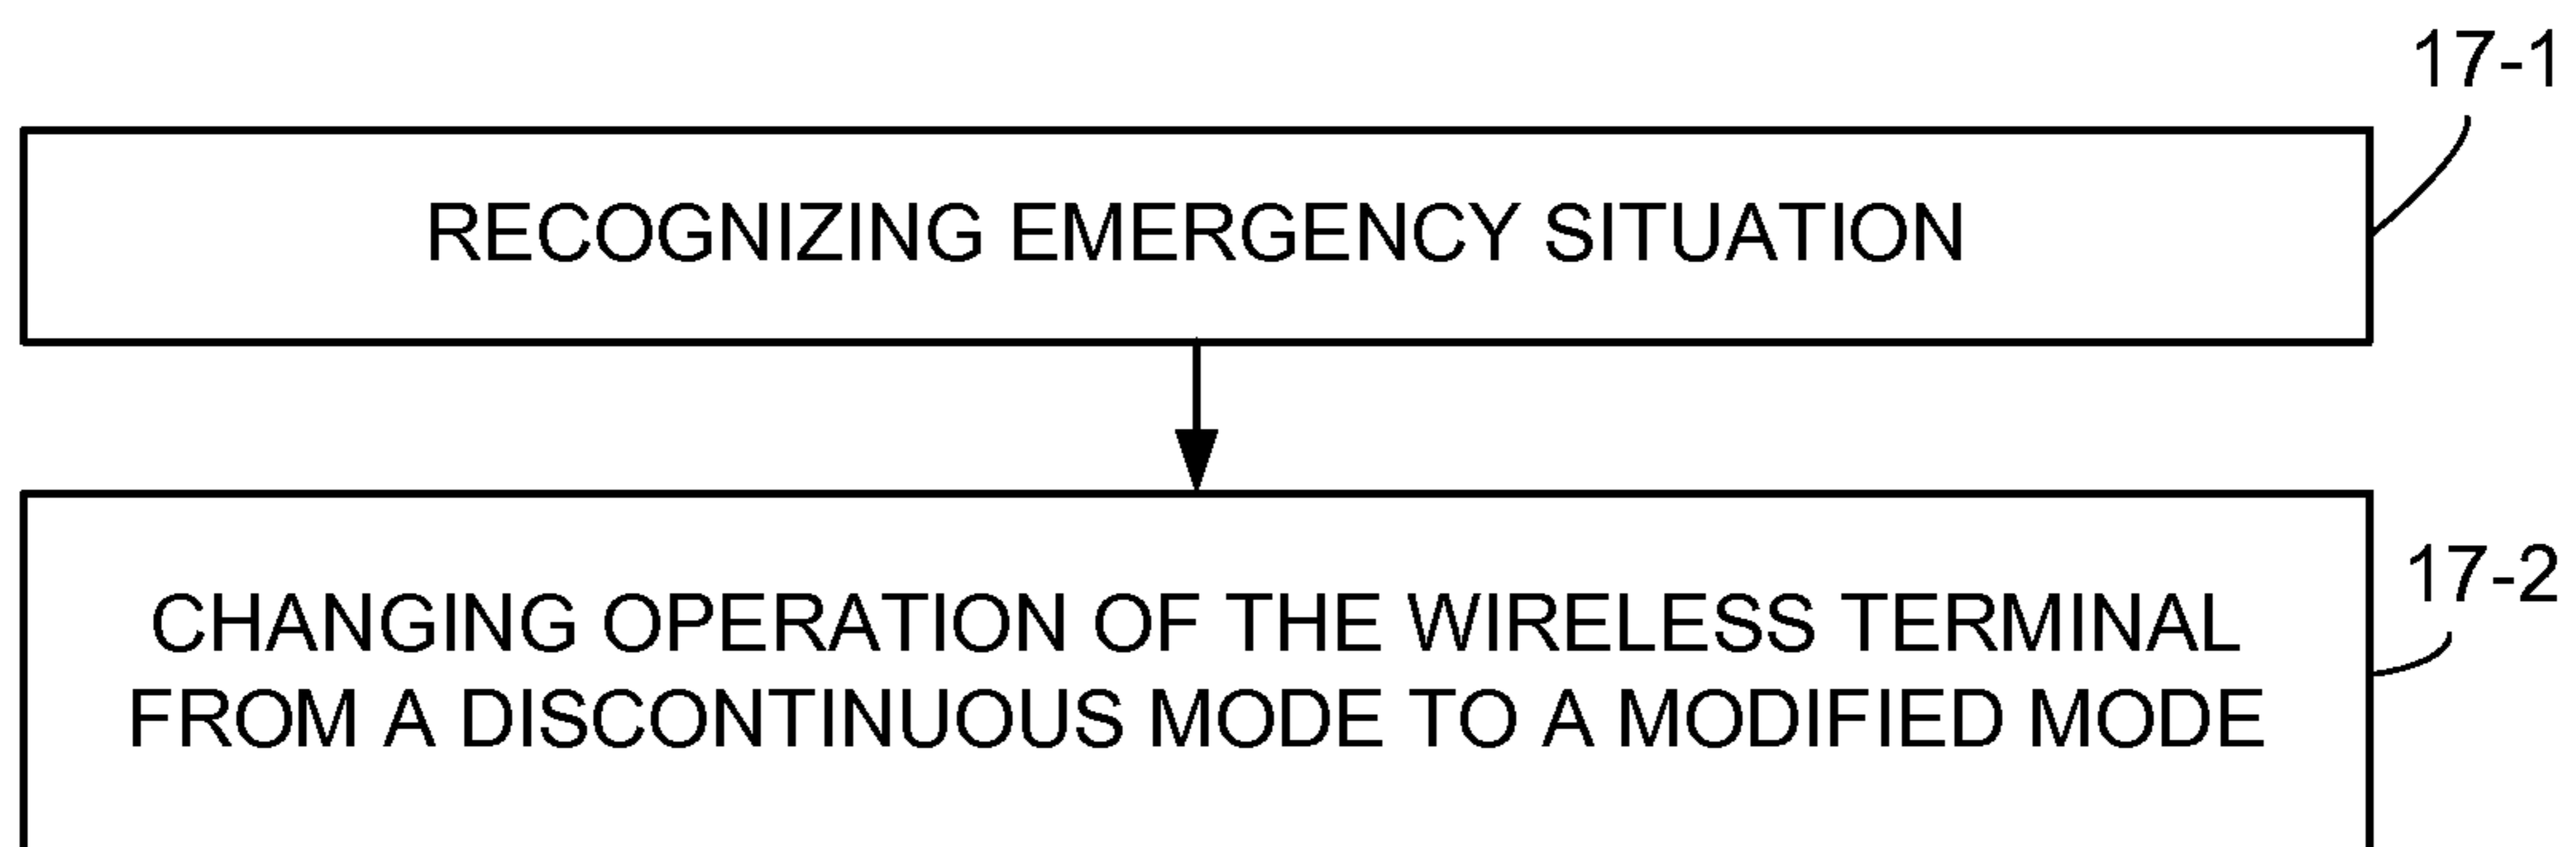 17-1
RECOGNIZING EMERGENCY SITUATION
CHANGING OPERATION OF THE WIRELESS TERMINAL
FROM A DISCONTINUOUS MODE TO A MODIFIED MODE
17-2